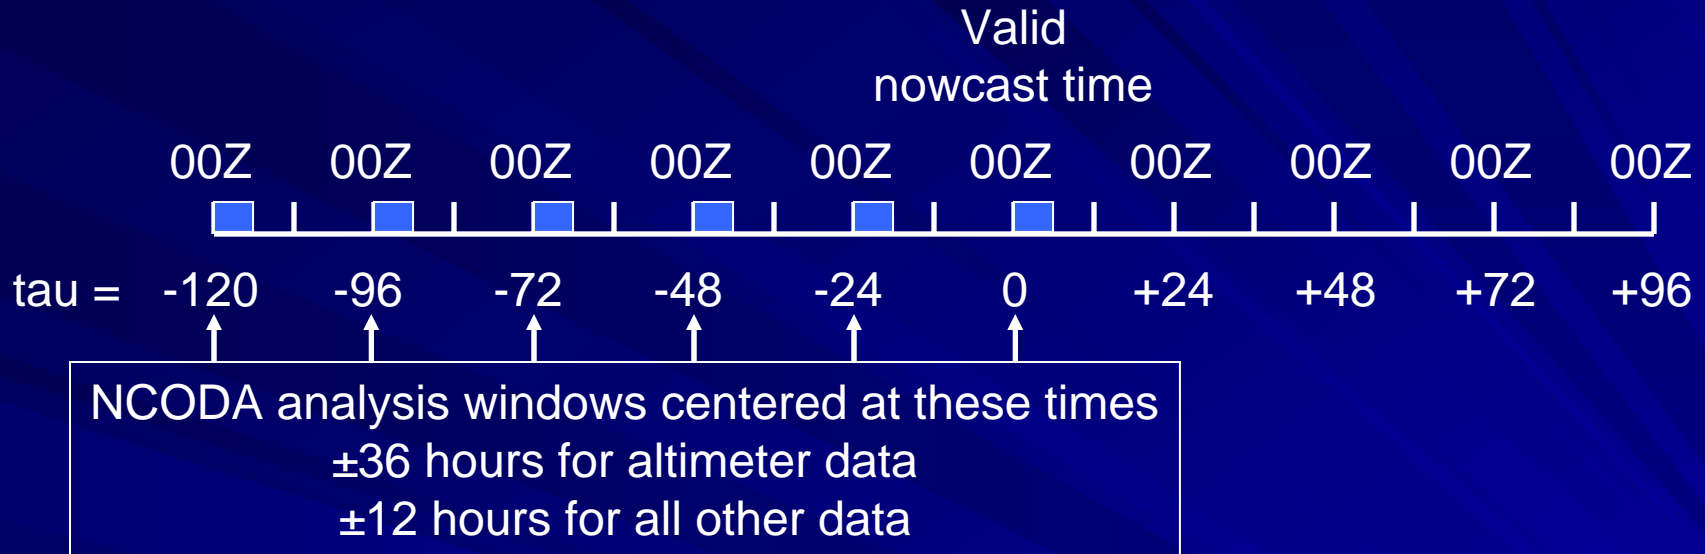 Valid
nowcast time
00Z 00Z 00Z 00Z 00Z 00Z 00Z 00Z 00Z 00Z
tau = -120 -96 -72 -48 -24 0 +24 +48 +72 +96
NCODA analysis windows centered at these times
±36 hours for altimeter data
±12 hours for all other data